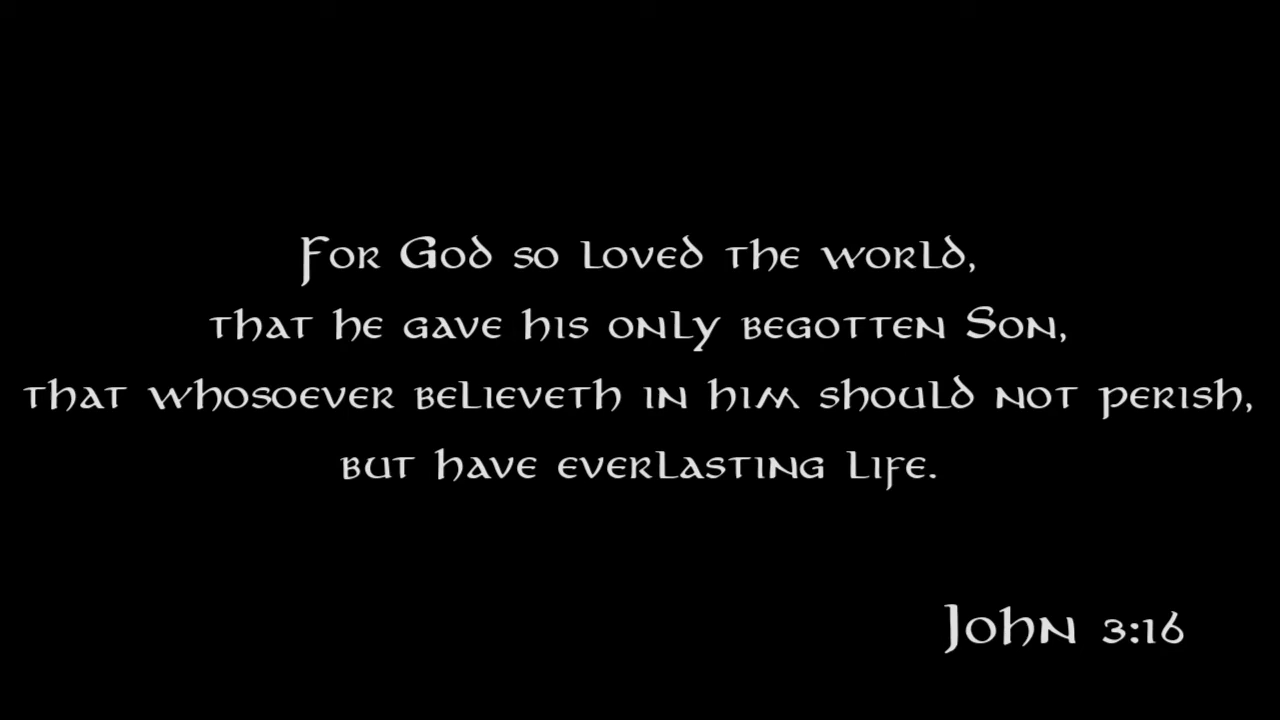 For God so loved the world,
that he gave his only begotten Son,
that whosoever believeth in him should not perish,
but have everlasting life.
John 3:16